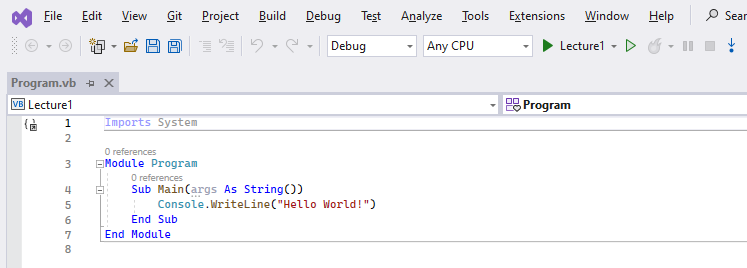 File Edit View Git Project Build Debug Test Analyze Tools Extensions Window Help
Debug Any CPU Lecture1
Program.vb
VB Lecture1 Program
1 Imports System
2
0 references
3 Module Program
0 references
4 Sub Main(args As String())
5 Console.WriteLine("Hello World!")
6 End Sub
7 End Module
8